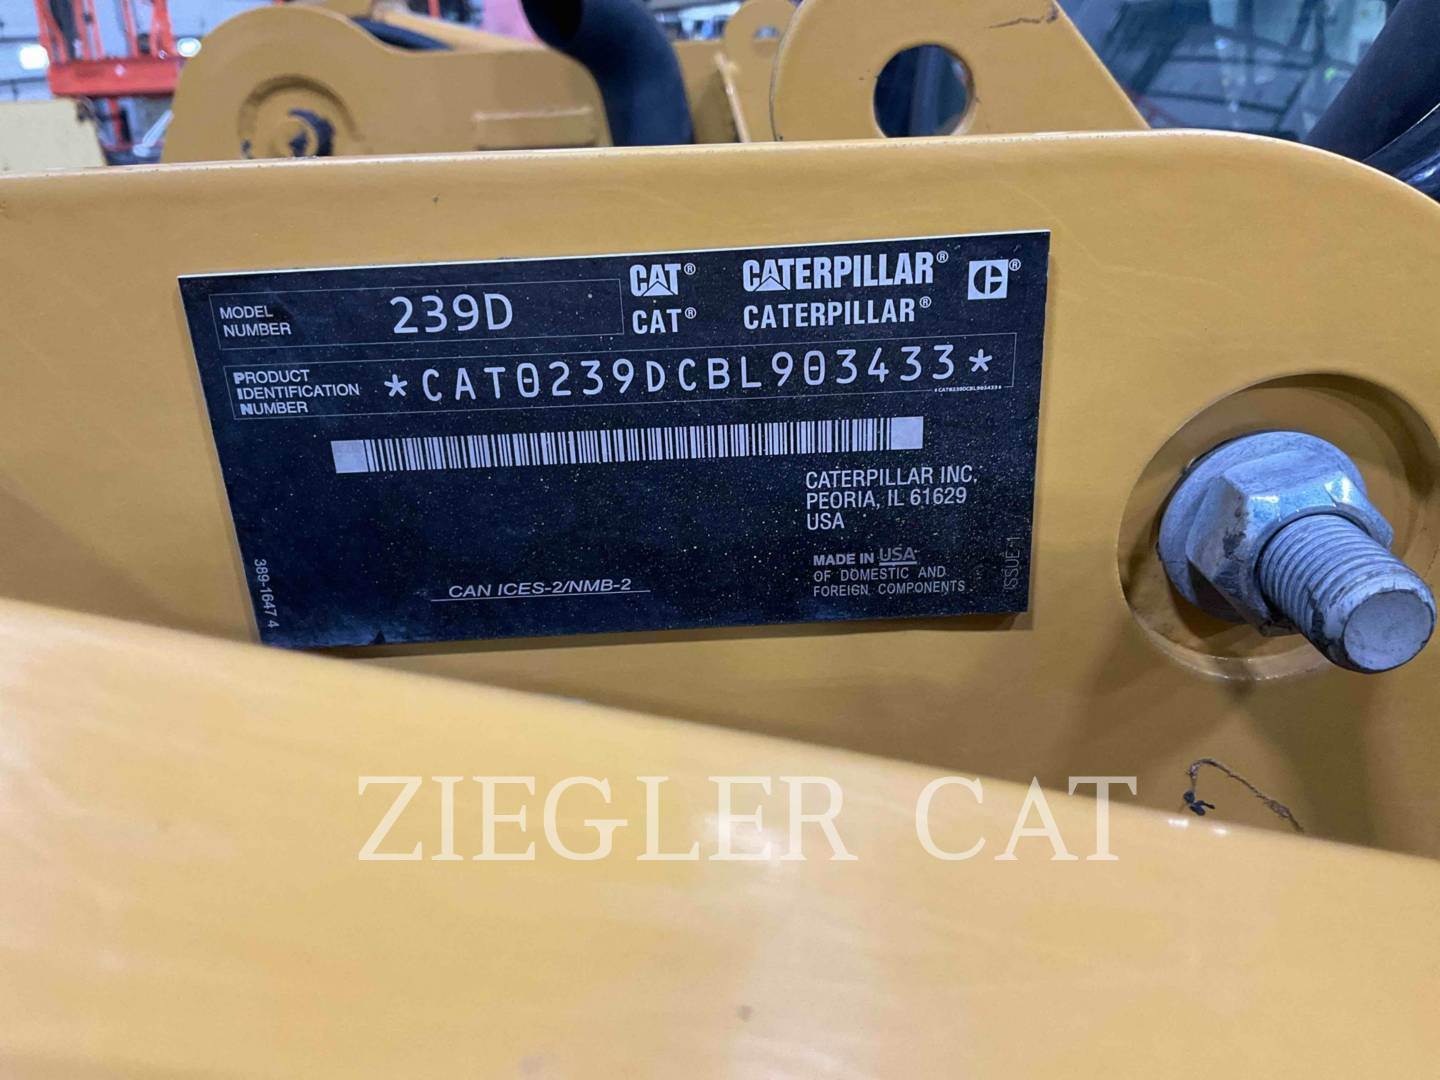 MODEL NUMBER 239D
CAT® CATERPILLAR® C®
CAT® CATERPILLAR®
PRODUCT IDENTIFICATION NUMBER *CAT0239DCBL903433*
*CAT0239DCBL903433*
CATERPILLAR INC.
PEORIA, IL 61629
USA
MADE IN USA
OF DOMESTIC AND
FOREIGN COMPONENTS
CAN ICES-2/NMB-2
389-1647 4
ISSUE-1
ZIEGLER CAT